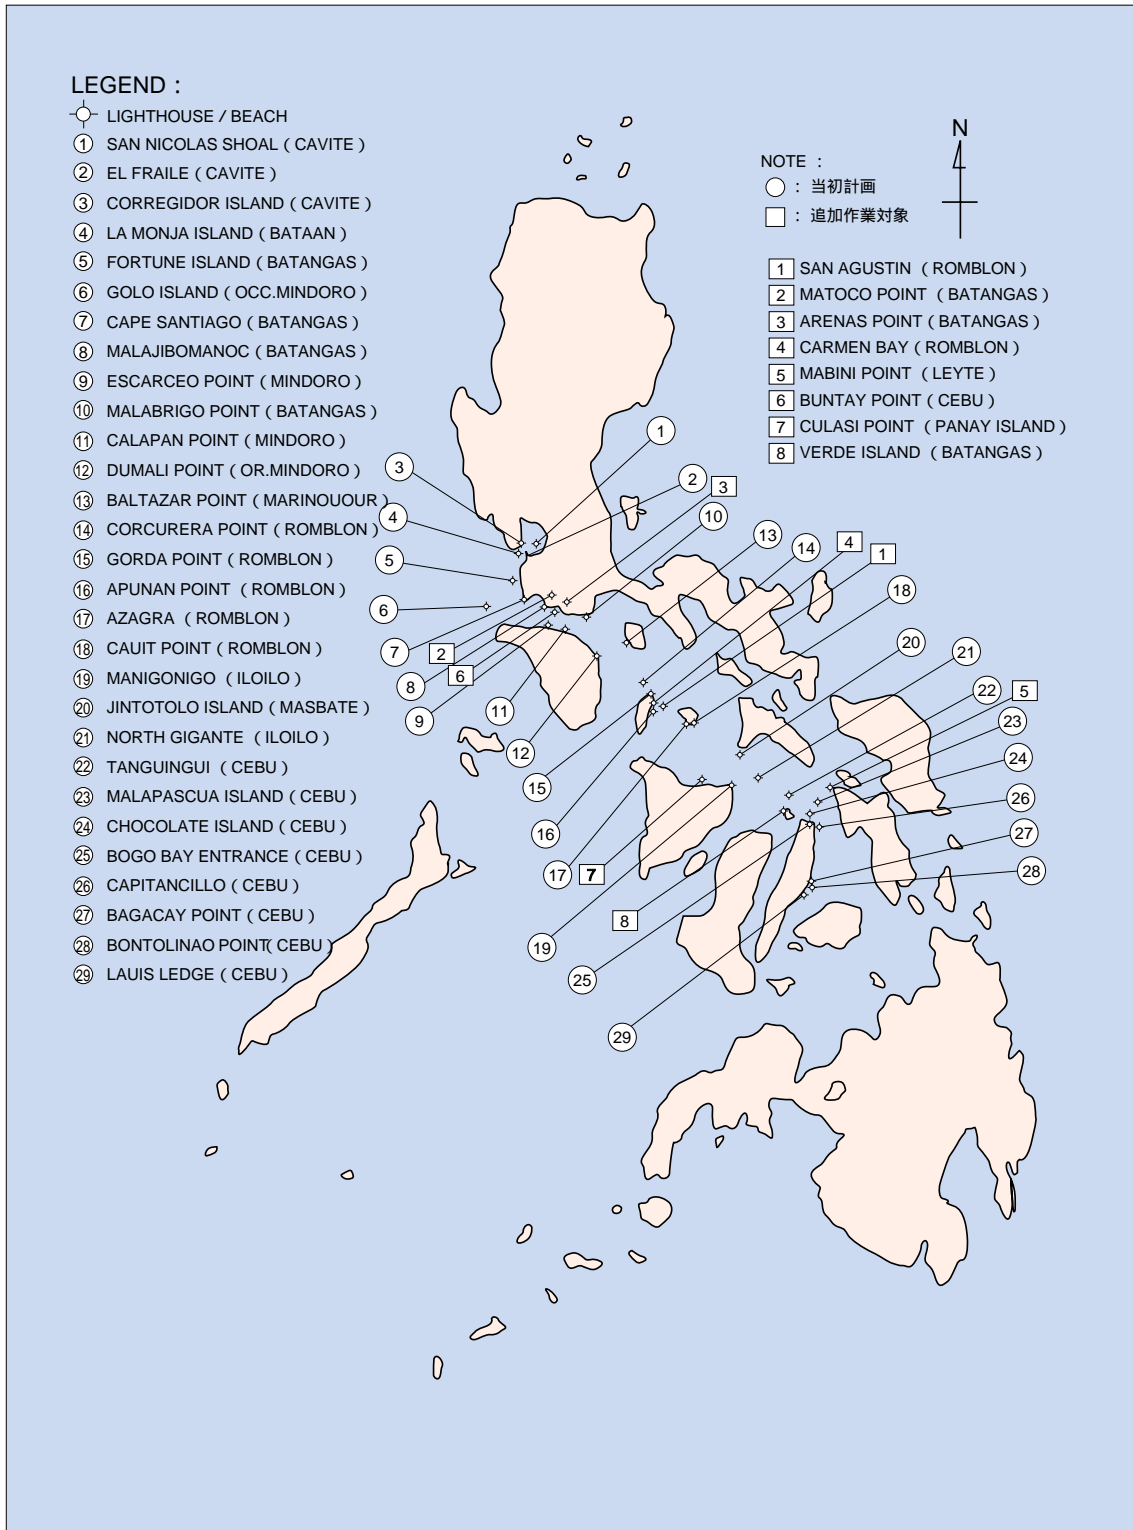 LEGEND :
LIGHTHOUSE / BEACH
1 SAN NICOLAS SHOAL ( CAVITE )
2 EL FRAILE ( CAVITE )
3 CORREGIDOR ISLAND ( CAVITE )
4 LA MONJA ISLAND ( BATAAN )
5 FORTUNE ISLAND ( BATANGAS )
6 GOLO ISLAND ( OCC.MINDORO )
7 CAPE SANTIAGO ( BATANGAS )
8 MALAJIBOMANOC ( BATANGAS )
9 ESCARCEO POINT ( MINDORO )
10 MALABRIGO POINT ( BATANGAS )
11 CALAPAN POINT ( MINDORO )
12 DUMALI POINT ( OR.MINDORO )
13 BALTAZAR POINT ( MARINOUOUR )
14 CORCURERA POINT ( ROMBLON )
15 GORDA POINT ( ROMBLON )
16 APUNAN POINT ( ROMBLON )
17 AZAGRA ( ROMBLON )
18 CAUIT POINT ( ROMBLON )
19 MANIGONIGO ( ILOILO )
20 JINTOTOLO ISLAND ( MASBATE )
21 NORTH GIGANTE ( ILOILO )
22 TANGUINGUI ( CEBU )
23 MALAPASCUA ISLAND ( CEBU )
24 CHOCOLATE ISLAND ( CEBU )
25 BOGO BAY ENTRANCE ( CEBU )
26 CAPITANCILLO ( CEBU )
27 BAGACAY POINT ( CEBU )
28 BONTOLINAO POINT( CEBU )
29 LAUIS LEDGE ( CEBU )
N
NOTE :
: 当初計画
: 追加作業対象
1 SAN AGUSTIN ( ROMBLON )
2 MATOCO POINT ( BATANGAS )
3 ARENAS POINT ( BATANGAS )
4 CARMEN BAY ( ROMBLON )
5 MABINI POINT ( LEYTE )
6 BUNTAY POINT ( CEBU )
7 CULASI POINT ( PANAY ISLAND )
8 VERDE ISLAND ( BATANGAS )
1
3
2
3
4
10
13
14
4
1
5
18
6
20
21
7
2
22
5
8
6
23
9
11
24
12
15
26
16
27
17
7
28
8
19
25
29